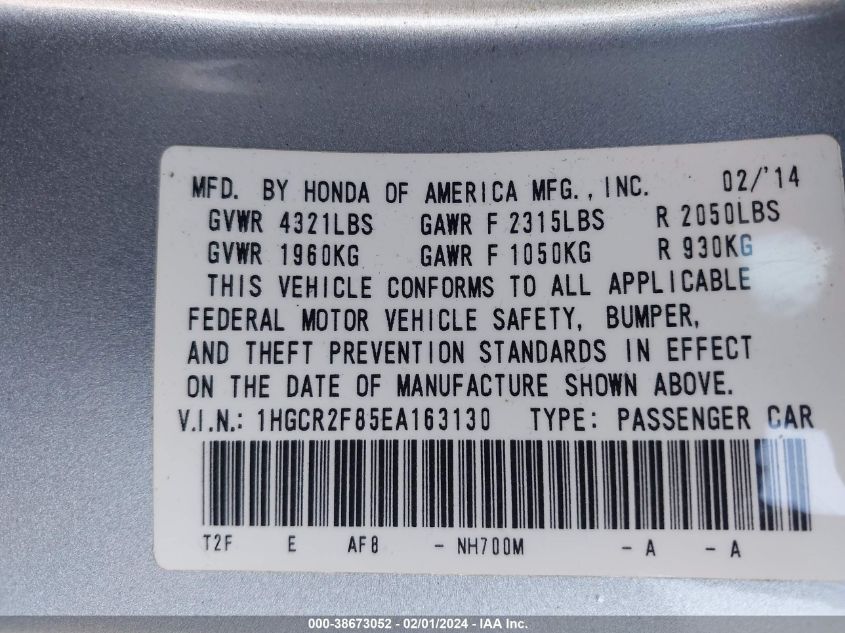 MFD. BY HONDA OF AMERICA MFG., INC. 02/'14
GVWR 4321LBS GAWR F 2315LBS R 2050LBS
GVWR 1960KG GAWR F 1050KG R 930KG
THIS VEHICLE CONFORMS TO ALL APPLICABLE
FEDERAL MOTOR VEHICLE SAFETY, BUMPER,
AND THEFT PREVENTION STANDARDS IN EFFECT
ON THE DATE OF MANUFACTURE SHOWN ABOVE.
V.I.N.: 1HGCR2F85EA163130 TYPE: PASSENGER CAR
T2F E AF8 - NH700M - A - A
000-38673052 - 02/01/2024 - IAA Inc.